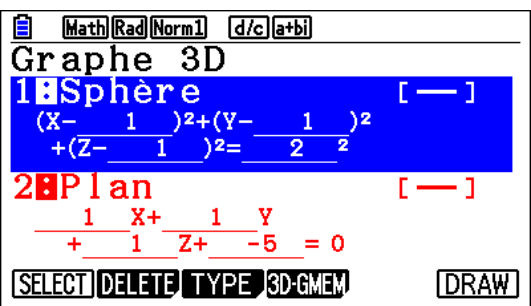 Math Rad Norm1 d/c a+bi
Graphe 3D
1:Sphère [—]
(X- 1 )²+(Y- 1 )²
+(Z- 1 )²= 2 ²
2:Plan [—]
1 X+ 1 Y
+ 1 Z+ -5 = 0
SELECT DELETE TYPE 3D·GMEM DRAW